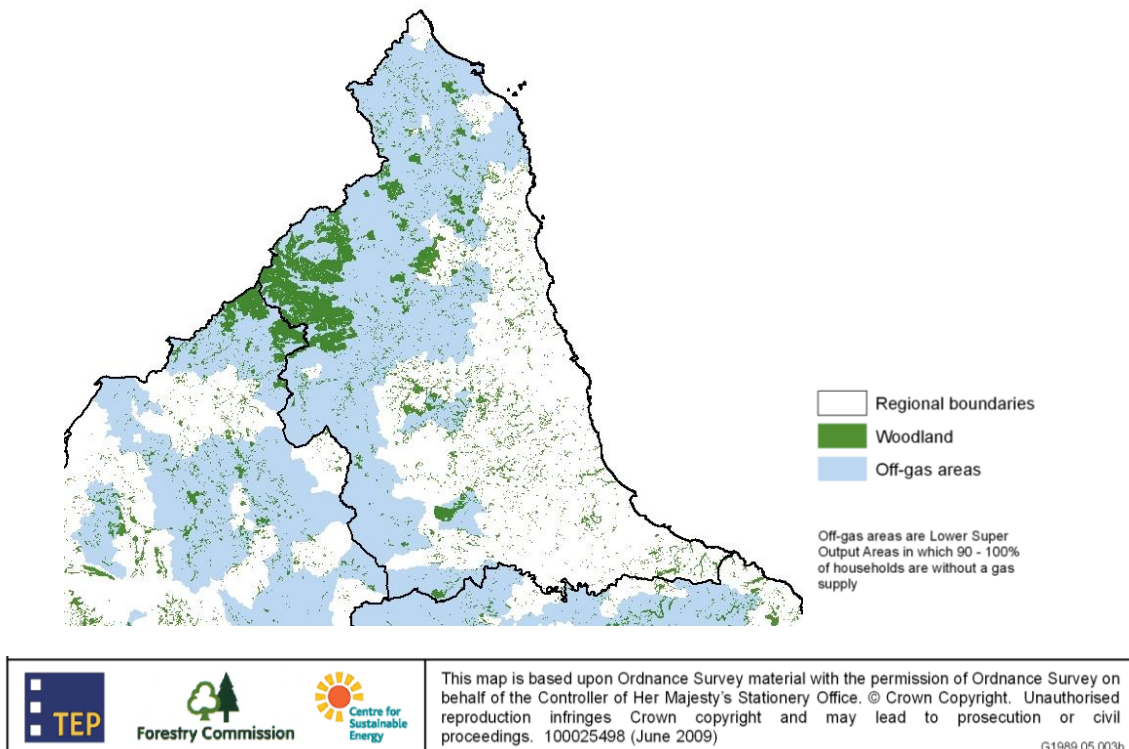 Regional boundaries
Woodland
Off-gas areas
Off-gas areas are Lower Super
Output Areas in which 90 - 100%
of households are without a gas
supply
TEP
Forestry Commission
Centre for
Sustainable
Energy
This map is based upon Ordnance Survey material with the permission of Ordnance Survey on
behalf of the Controller of Her Majesty's Stationery Office. © Crown Copyright. Unauthorised
reproduction infringes Crown copyright and may lead to prosecution or civil
proceedings. 100025498 (June 2009)
G1989.05.003b